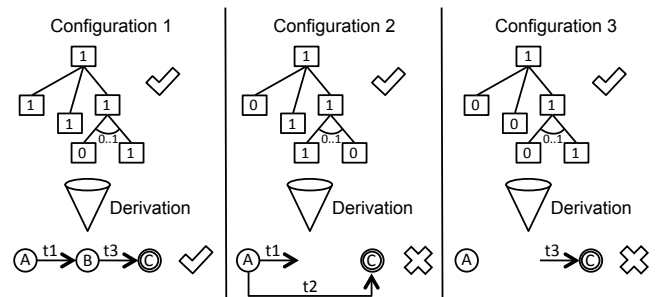 Configuration 1
1
1
1
1
0
0..1
1
Derivation
A
t1
B
t3
C
Configuration 2
1
0
1
1
1
0..1
0
Derivation
A
t1
C
t2
Configuration 3
1
0
0
1
0
0..1
1
Derivation
A
t3
C